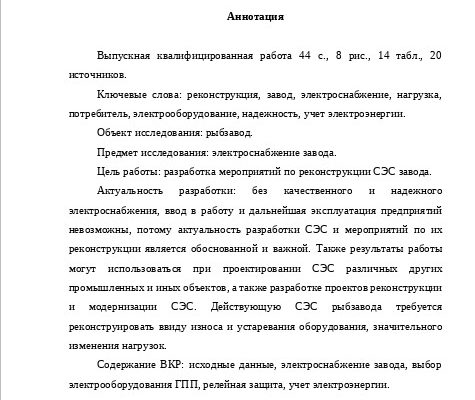 Аннотация
Выпускная квалифицированная работа 44 с., 8 рис., 14 табл., 20
источников.
Ключевые слова: реконструкция, завод, электроснабжение, нагрузка,
потребитель, электрооборудование, надежность, учет электроэнергии.
Объект исследования: рыбзавод.
Предмет исследования: электроснабжение завода.
Цель работы: разработка мероприятий по реконструкции СЭС завода.
Актуальность разработки: без качественного и надежного
электроснабжения, ввод в работу и дальнейшая эксплуатация предприятий
невозможны, потому актуальность разработки СЭС и мероприятий по их
реконструкции является обоснованной и важной. Также результаты работы
могут использоваться при проектировании СЭС различных других
промышленных и иных объектов, а также разработке проектов реконструкции
и модернизации СЭС. Действующую СЭС рыбзавода требуется
реконструировать ввиду износа и устаревания оборудования, значительного
изменения нагрузок.
Содержание ВКР: исходные данные, электроснабжение завода, выбор
электрооборудования ГПП, релейная защита, учет электроэнергии.